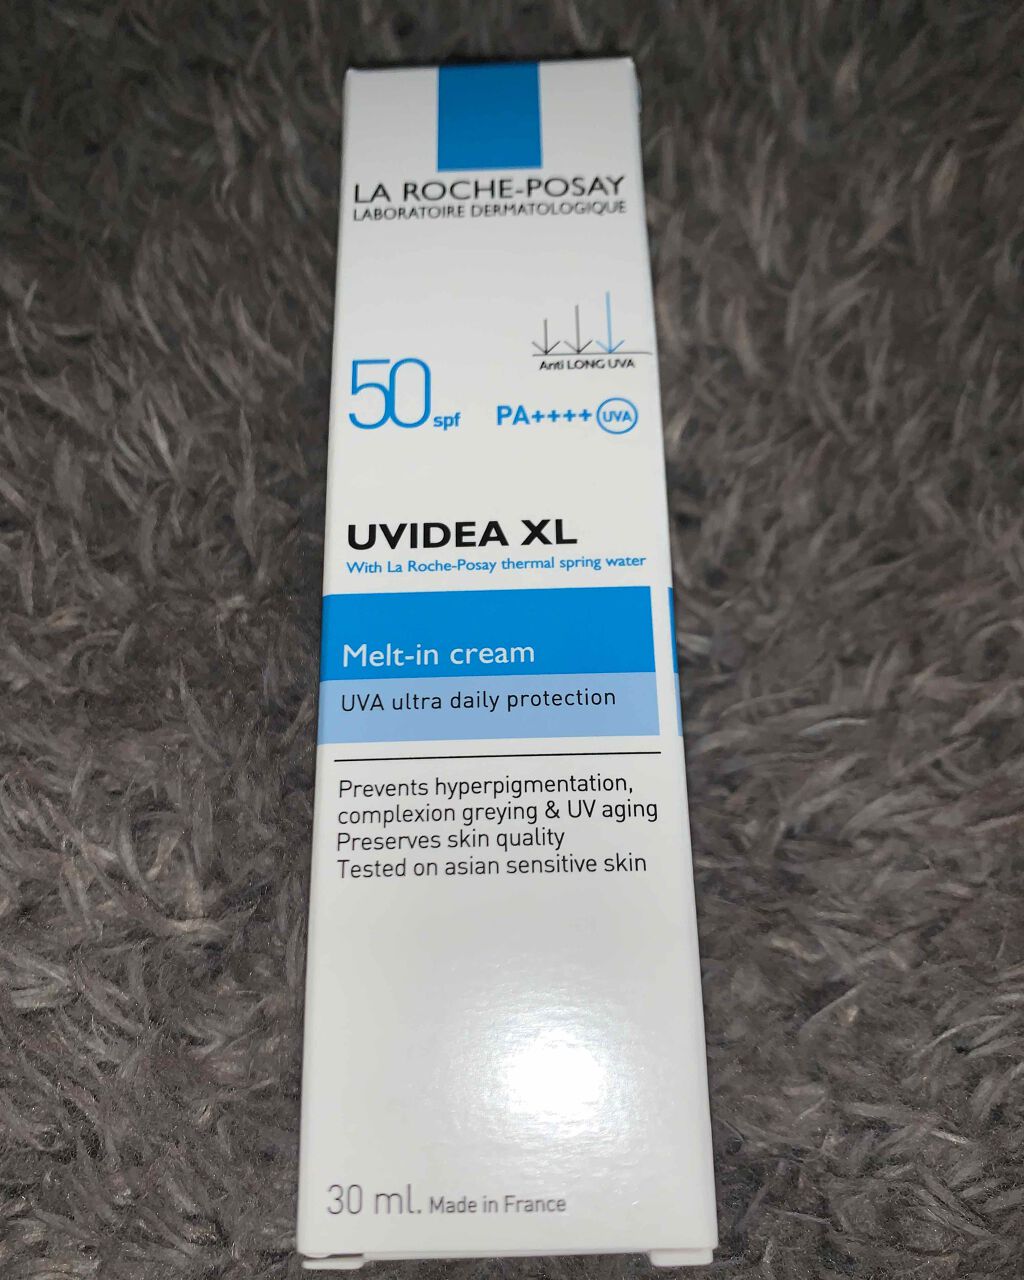 LA ROCHE-POSAY
LABORATOIRE DERMATOLOGIQUE
Anti LONG UVA
50 spf PA++++ UVA
UVIDEA XL
With La Roche-Posay thermal spring water
Melt-in cream
UVA ultra daily protection
Prevents hyperpigmentation,
complexion greying & UV aging
Preserves skin quality
Tested on asian sensitive skin
30 ml. Made in France